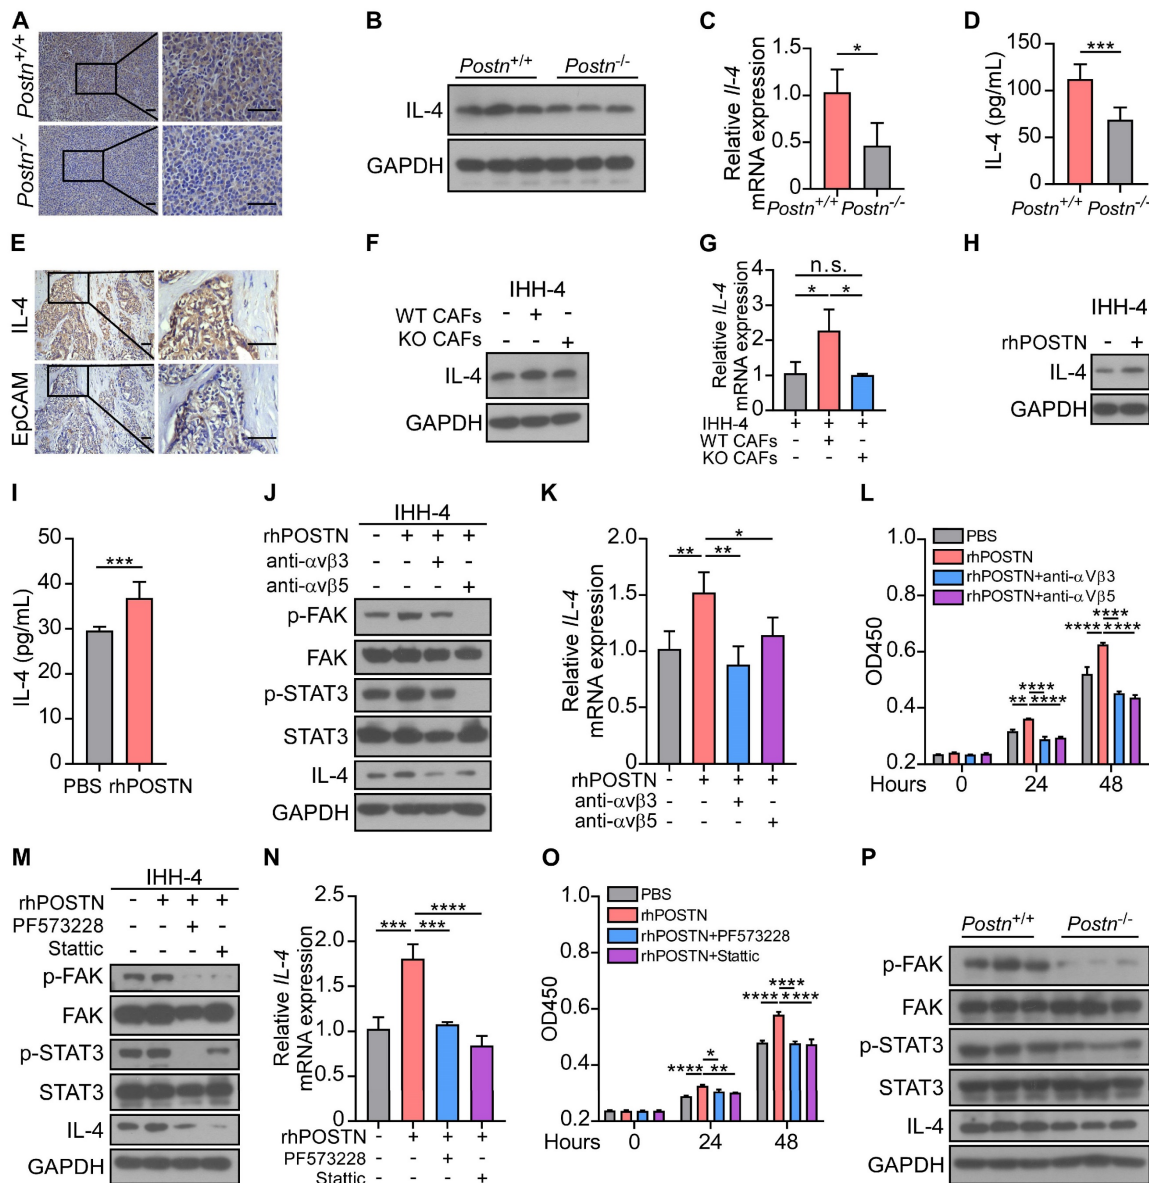 A
Postn+/+
Postn-/-
B
Postn+/+ Postn-/-
IL-4
GAPDH
C
Relative Il-4
mRNA expression
1.5
1.0
0.5
0
*
Postn+/+ Postn-/-
D
IL-4 (pg/mL)
150
100
50
0
***
Postn+/+ Postn-/-
E
IL-4
EpCAM
F
IHH-4
WT CAFs - + -
KO CAFs - - +
IL-4
GAPDH
G
Relative IL-4
mRNA expression
4
3
2
1
0
n.s.
* *
IHH-4 + + +
WT CAFs - + -
KO CAFs - - +
H
IHH-4
rhPOSTN - +
IL-4
GAPDH
I
IL-4 (pg/mL)
50
40
30
20
10
0
***
PBS rhPOSTN
J
IHH-4
rhPOSTN - + + +
anti-αvβ3 - - + -
anti-αvβ5 - - - +
p-FAK
FAK
p-STAT3
STAT3
IL-4
GAPDH
K
Relative IL-4
mRNA expression
2.0
1.5
1.0
0.5
0
*
** **
rhPOSTN - + + +
anti-αvβ3 - - + -
anti-αvβ5 - - - +
L
OD450
1.0
0.8
0.6
0.4
0.2
PBS
rhPOSTN
rhPOSTN+anti-αVβ3
rhPOSTN+anti-αVβ5
****
**** ****
****
** ****
Hours 0 24 48
M
IHH-4
rhPOSTN - + + +
PF573228 - - + -
Stattic - - - +
p-FAK
FAK
p-STAT3
STAT3
IL-4
GAPDH
N
Relative IL-4
mRNA expression
2.5
2.0
1.5
1.0
0.5
0
****
*** ***
rhPOSTN - + + +
PF573228 - - + -
Stattic - - - +
O
OD450
1.0
0.8
0.6
0.4
0.2
PBS
rhPOSTN
rhPOSTN+PF573228
rhPOSTN+Stattic
****
**** ****
*
**** **
Hours 0 24 48
P
Postn+/+ Postn-/-
p-FAK
FAK
p-STAT3
STAT3
IL-4
GAPDH